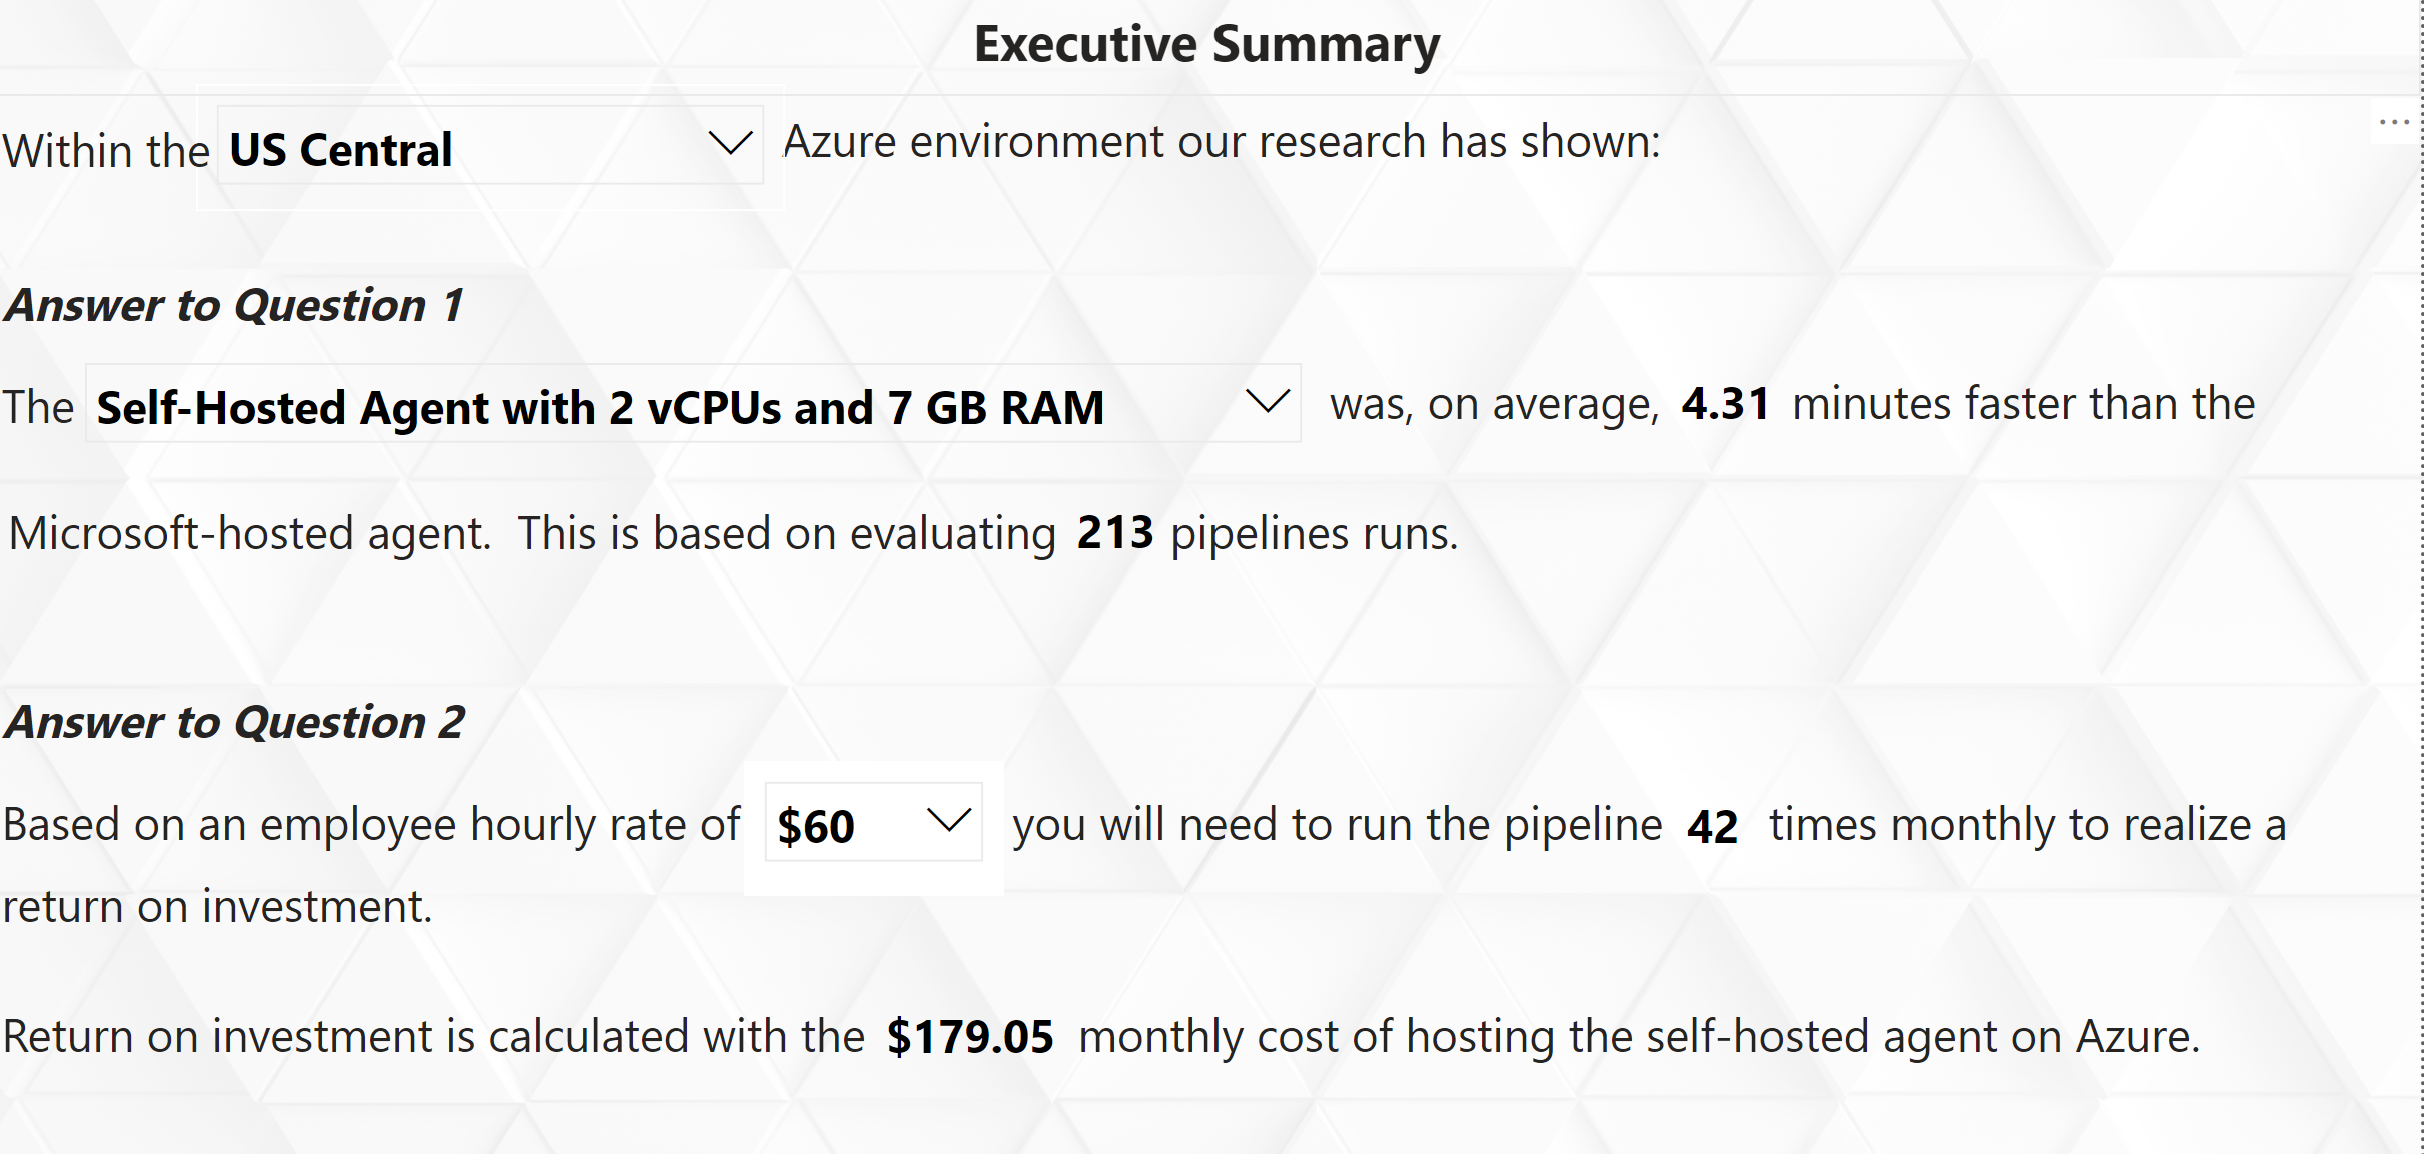 Executive Summary
Within the US Central Azure environment our research has shown:
...
Answer to Question 1
The Self-Hosted Agent with 2 vCPUs and 7 GB RAM was, on average, 4.31 minutes faster than the
Microsoft-hosted agent. This is based on evaluating 213 pipelines runs.
Answer to Question 2
Based on an employee hourly rate of $60 you will need to run the pipeline 42 times monthly to realize a
return on investment.
Return on investment is calculated with the $179.05 monthly cost of hosting the self-hosted agent on Azure.